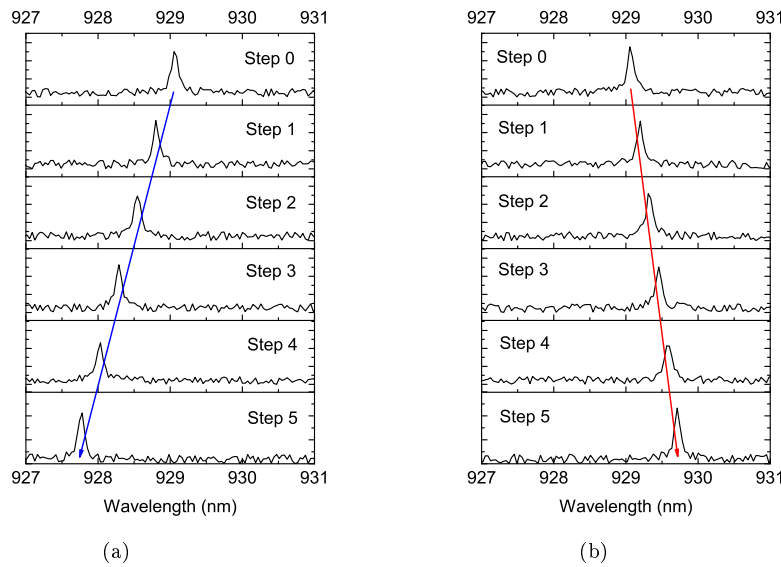 927 928 929 930 931
Step 0
Step 1
Step 2
Step 3
Step 4
Step 5
927 928 929 930 931
Wavelength (nm)
(a)
927 928 929 930 931
Step 0
Step 1
Step 2
Step 3
Step 4
Step 5
927 928 929 930 931
Wavelength (nm)
(b)